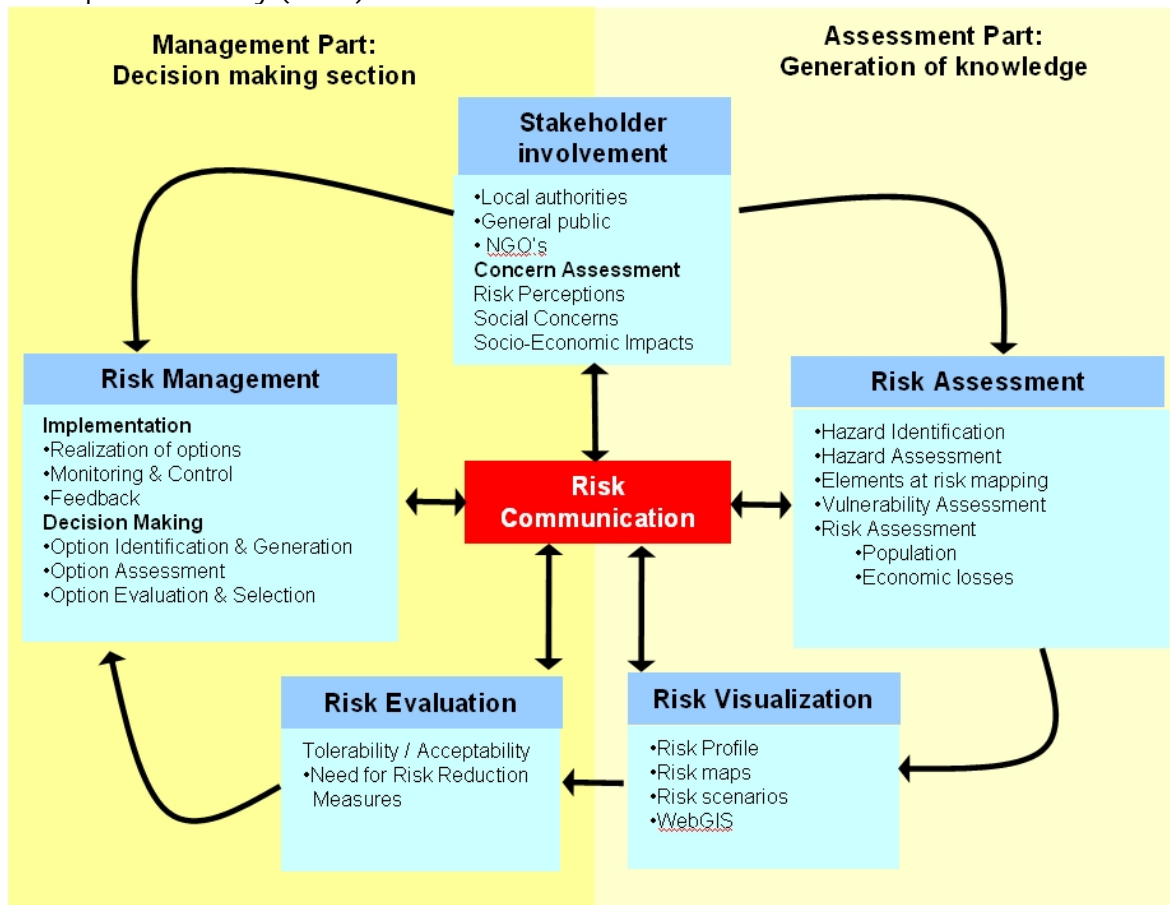 Management Part:
Decision making section
Assessment Part:
Generation of knowledge
Stakeholder
involvement
•Local authorities
•General public
• NGO's
Concern Assessment
Risk Perceptions
Social Concerns
Socio-Economic Impacts
Risk Management
Implementation
•Realization of options
•Monitoring & Control
•Feedback
Decision Making
•Option Identification & Generation
•Option Assessment
•Option Evaluation & Selection
Risk
Communication
Risk Assessment
•Hazard Identification
•Hazard Assessment
•Elements at risk mapping
•Vulnerability Assessment
•Risk Assessment
•Population
•Economic losses
Risk Evaluation
Tolerability / Acceptability
•Need for Risk Reduction
Measures
Risk Visualization
•Risk Profile
•Risk maps
•Risk scenarios
•WebGIS